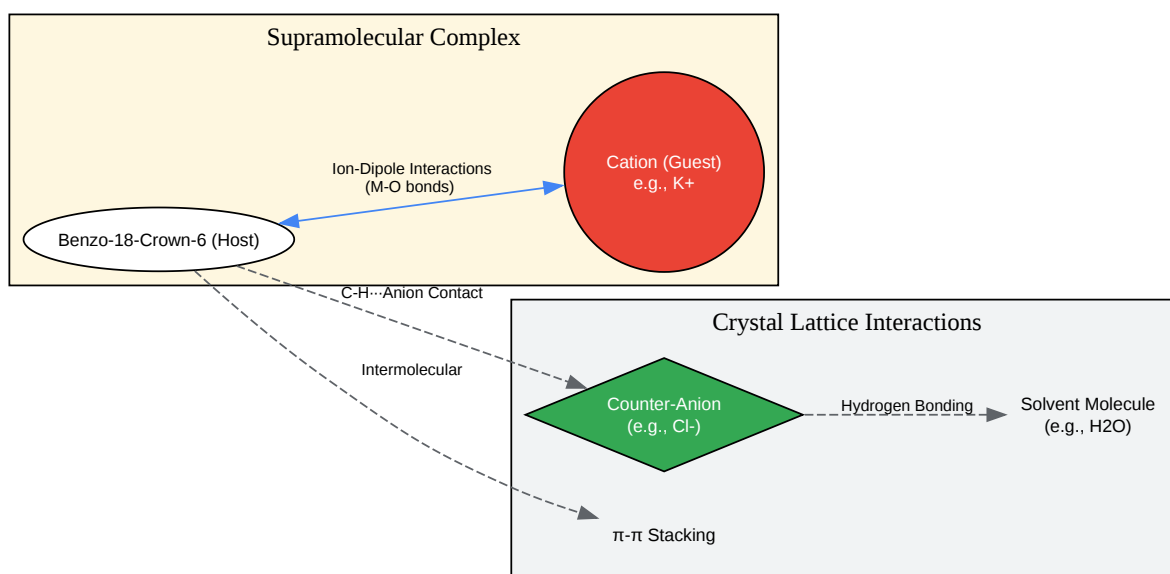 Supramolecular Complex
Cation (Guest)
e.g., K+
Ion-Dipole Interactions
(M-O bonds)
Benzo-18-Crown-6 (Host)
C-H···Anion Contact
Crystal Lattice Interactions
Intermolecular
Counter-Anion
(e.g., Cl-)
Hydrogen Bonding
Solvent Molecule
(e.g., H2O)
π-π Stacking